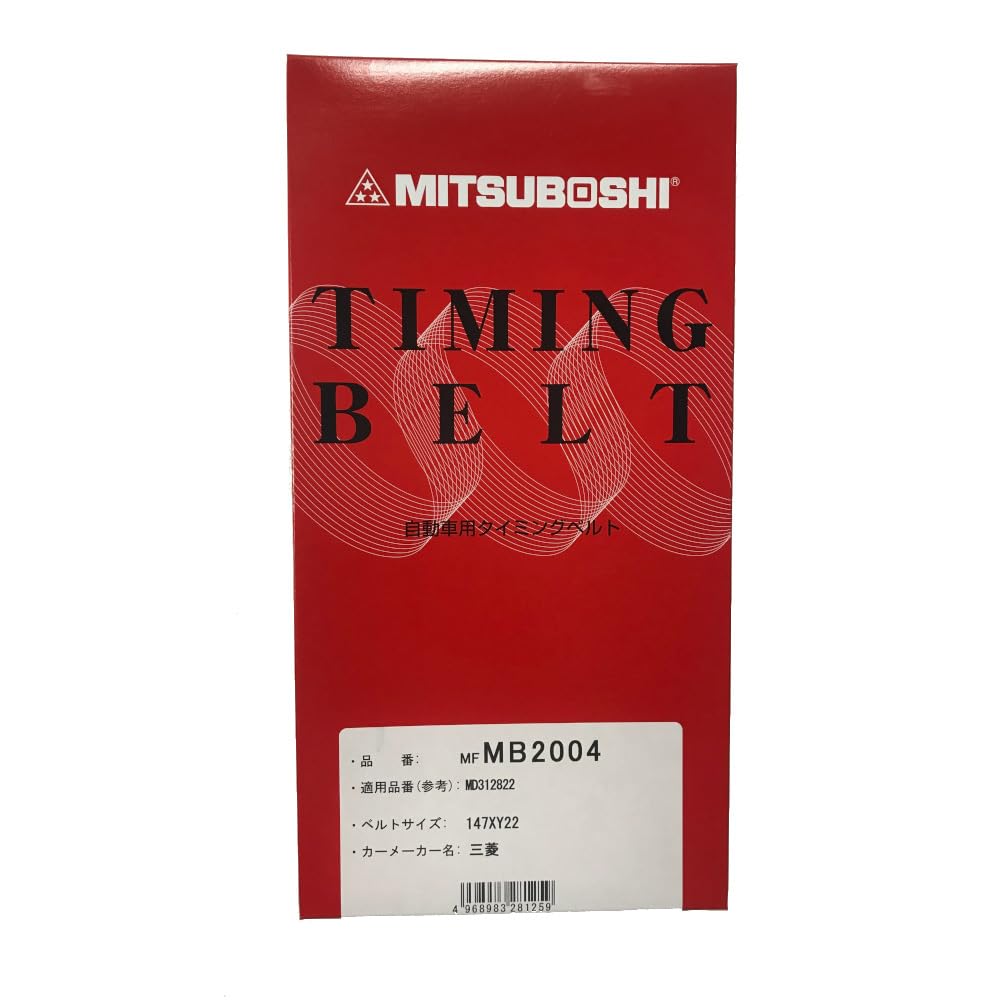 MITSUBOSHI®
TIMING
BELT
自動車用タイミングベルト
・品　　番:　　MF MB2004
・適用品番(参考): MD312822
・ベルトサイズ:　147XY22
・カーメーカー名: 三菱
4 968983 281259